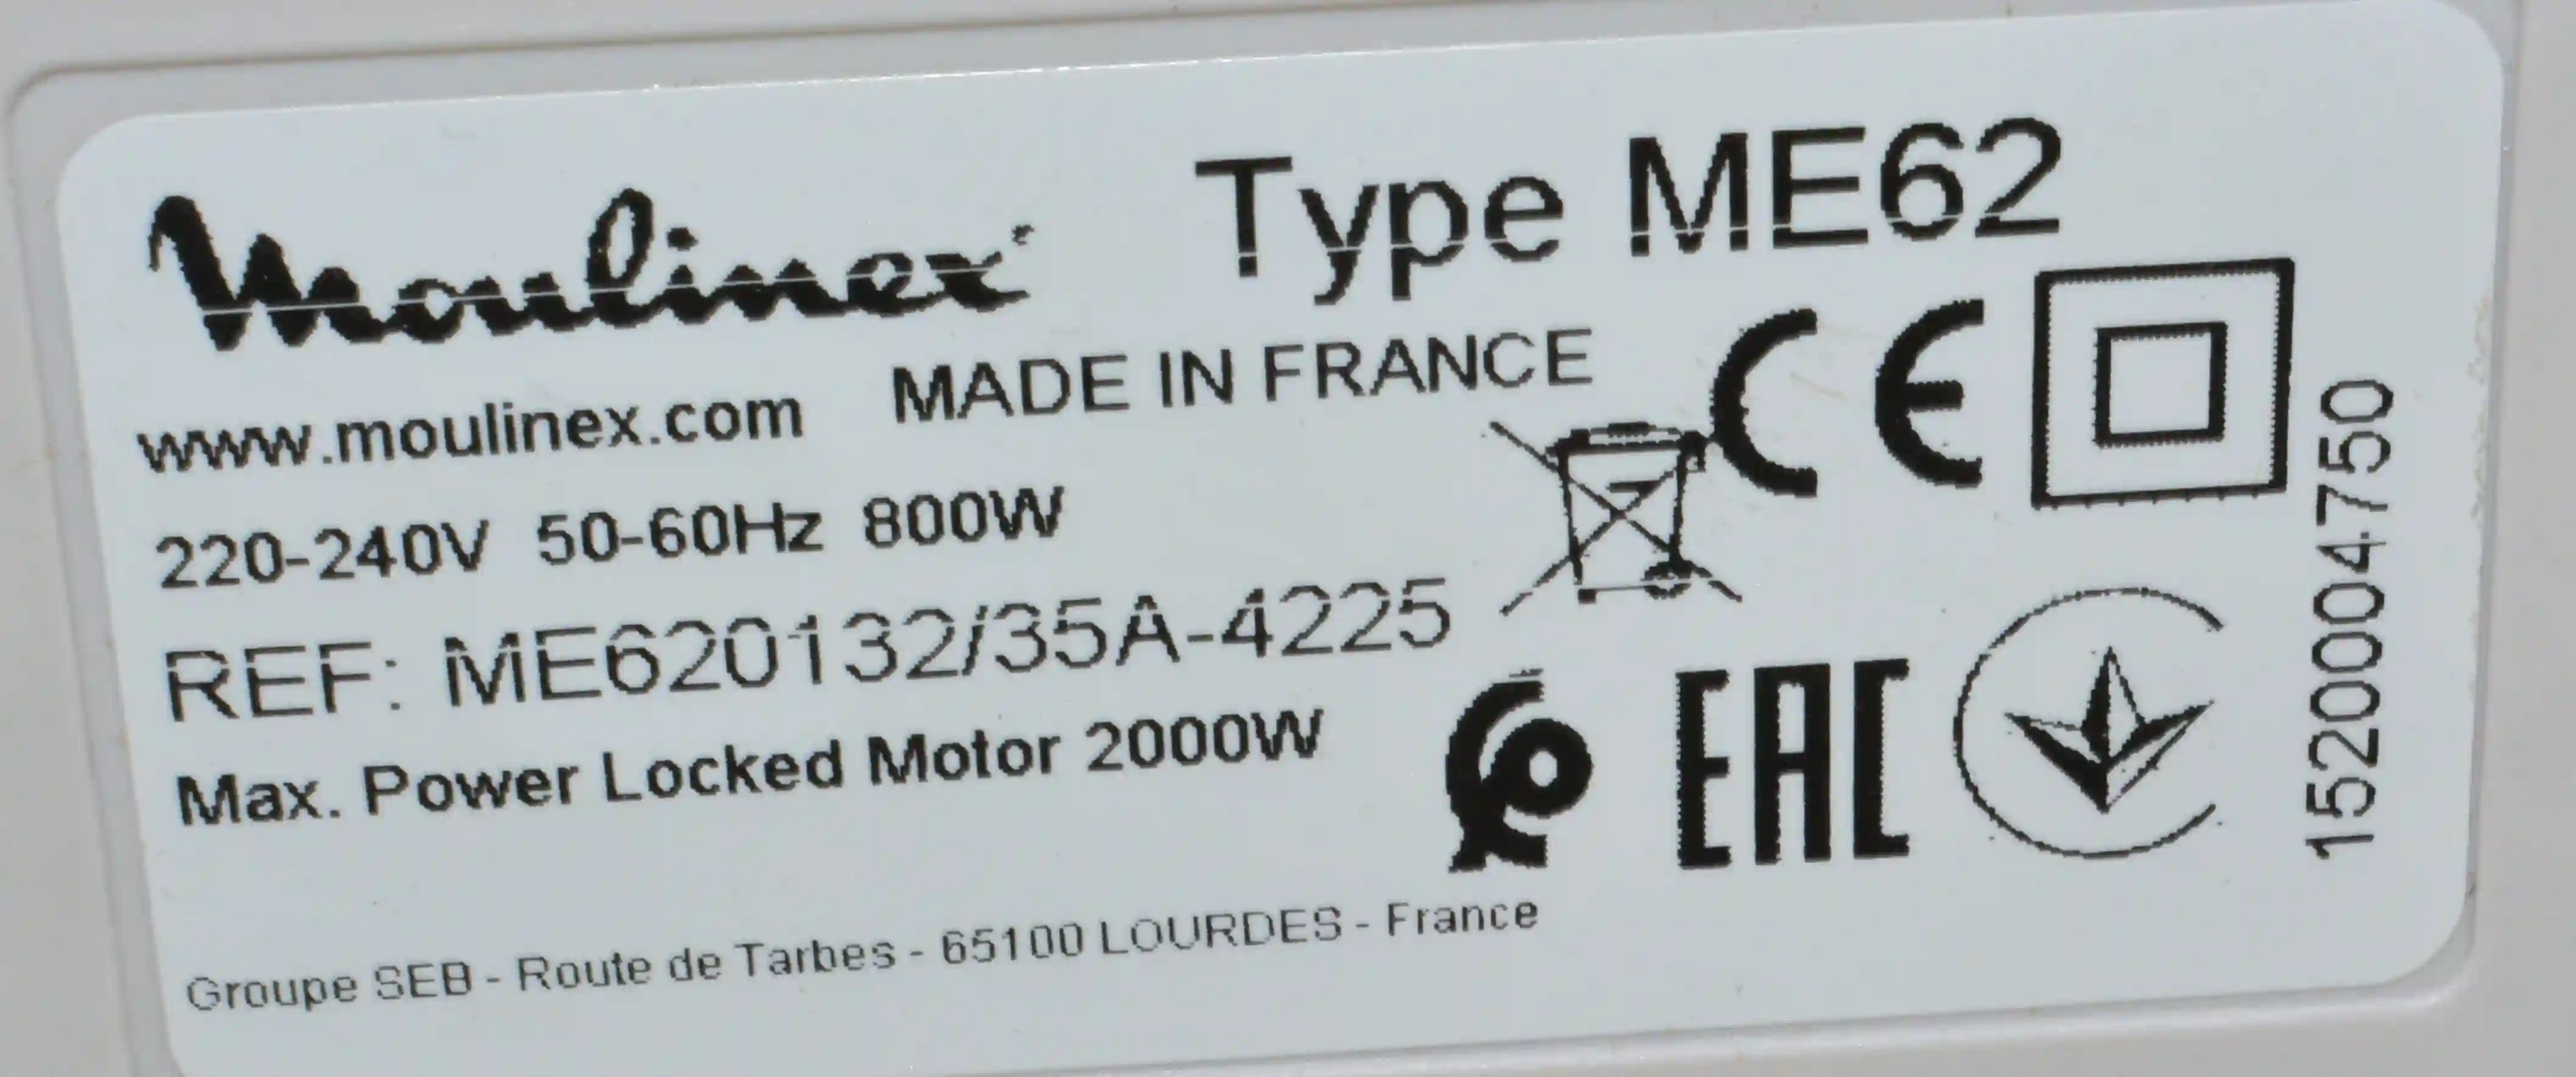 moulinex
Type ME62
www.moulinex.com MADE IN FRANCE
220-240V 50-60Hz 800W
REF: ME620132/35A-4225
Max. Power Locked Motor 2000W
Groupe SEB - Route de Tarbes - 65100 LOURDES - France
CE
EAC
1520004750